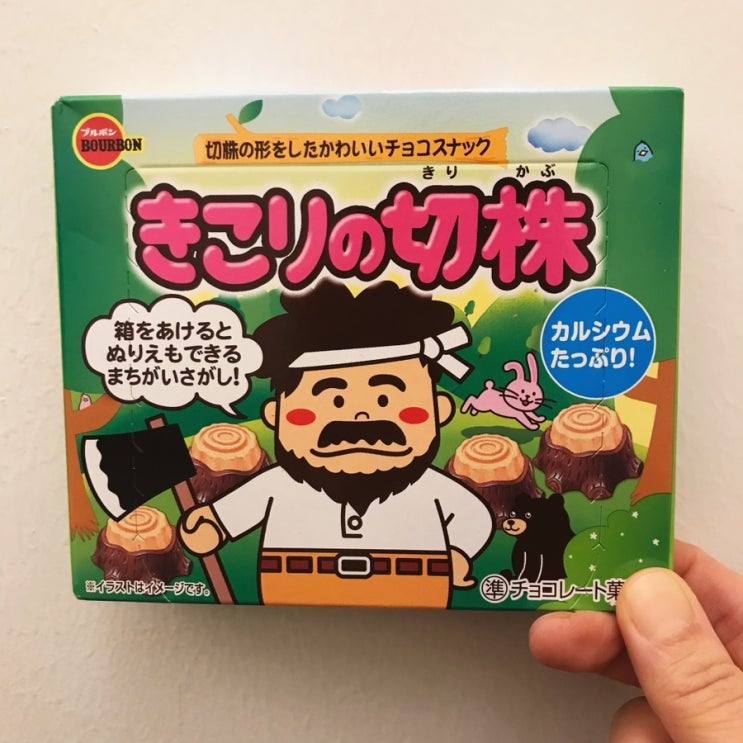 ブルボン
BOURBON
切株の形をしたかわいいチョコスナック
きり かぶ
きこりの切株
箱をあけると
ぬりえもできる
まちがいさがし!
カルシウム
たっぷり!
※イラストはイメージです。
準チョコレート菓